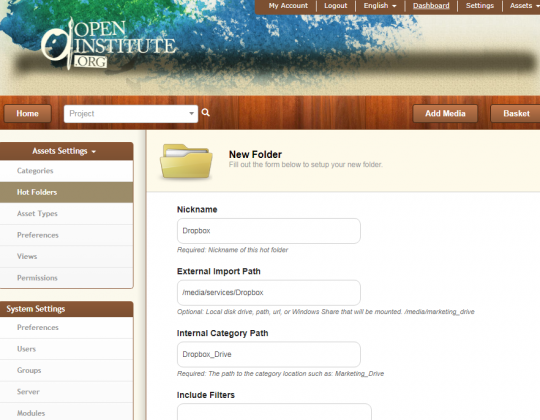 My Account Logout English Dashboard Settings Assets
OPEN
INSTITUTE
.ORG
Home Project Add Media Basket
Assets Settings
Categories
Hot Folders
Asset Types
Preferences
Views
Permissions
System Settings
Preferences
Users
Groups
Server
Modules
New Folder
Fill out the form below to setup your new folder.
Nickname
Dropbox
Required: Nickname of this hot folder
External Import Path
/media/services/Dropbox
Optional: Local disk drive, path, url, or Windows Share that will be mounted. /media/marketing_drive
Internal Category Path
Dropbox_Drive
Required: The path to the category location such as: Marketing_Drive
Include Filters